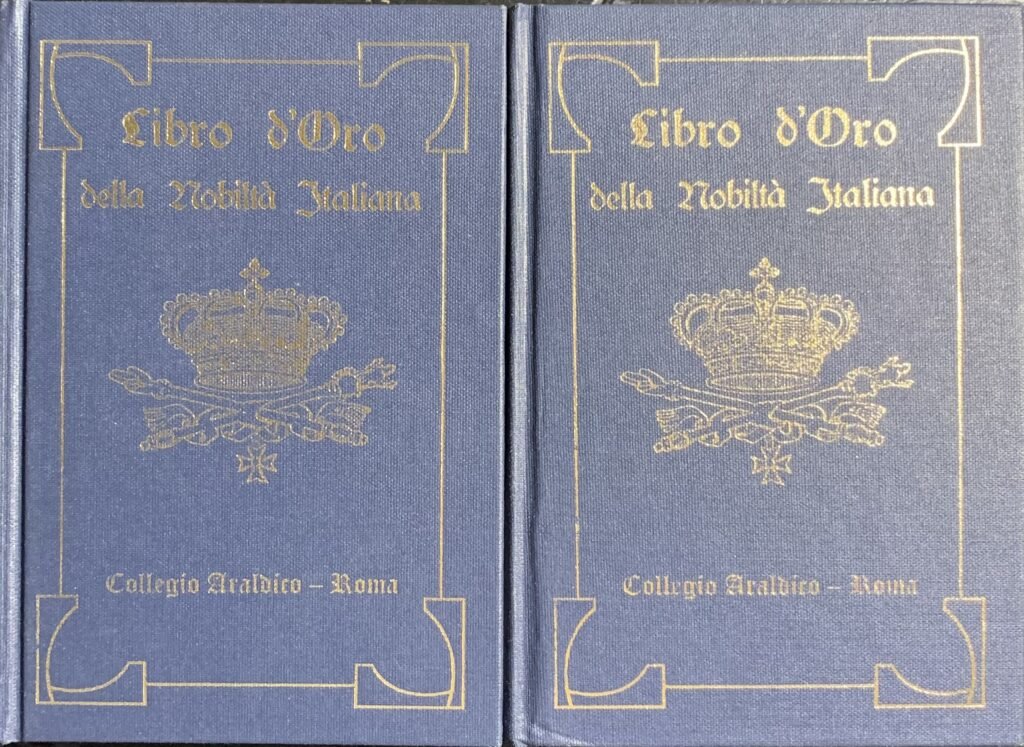 Libro d'Oro
della Nobiltà Italiana
Collegio Araldico – Roma
Libro d'Oro
della Nobiltà Italiana
Collegio Araldico – Roma